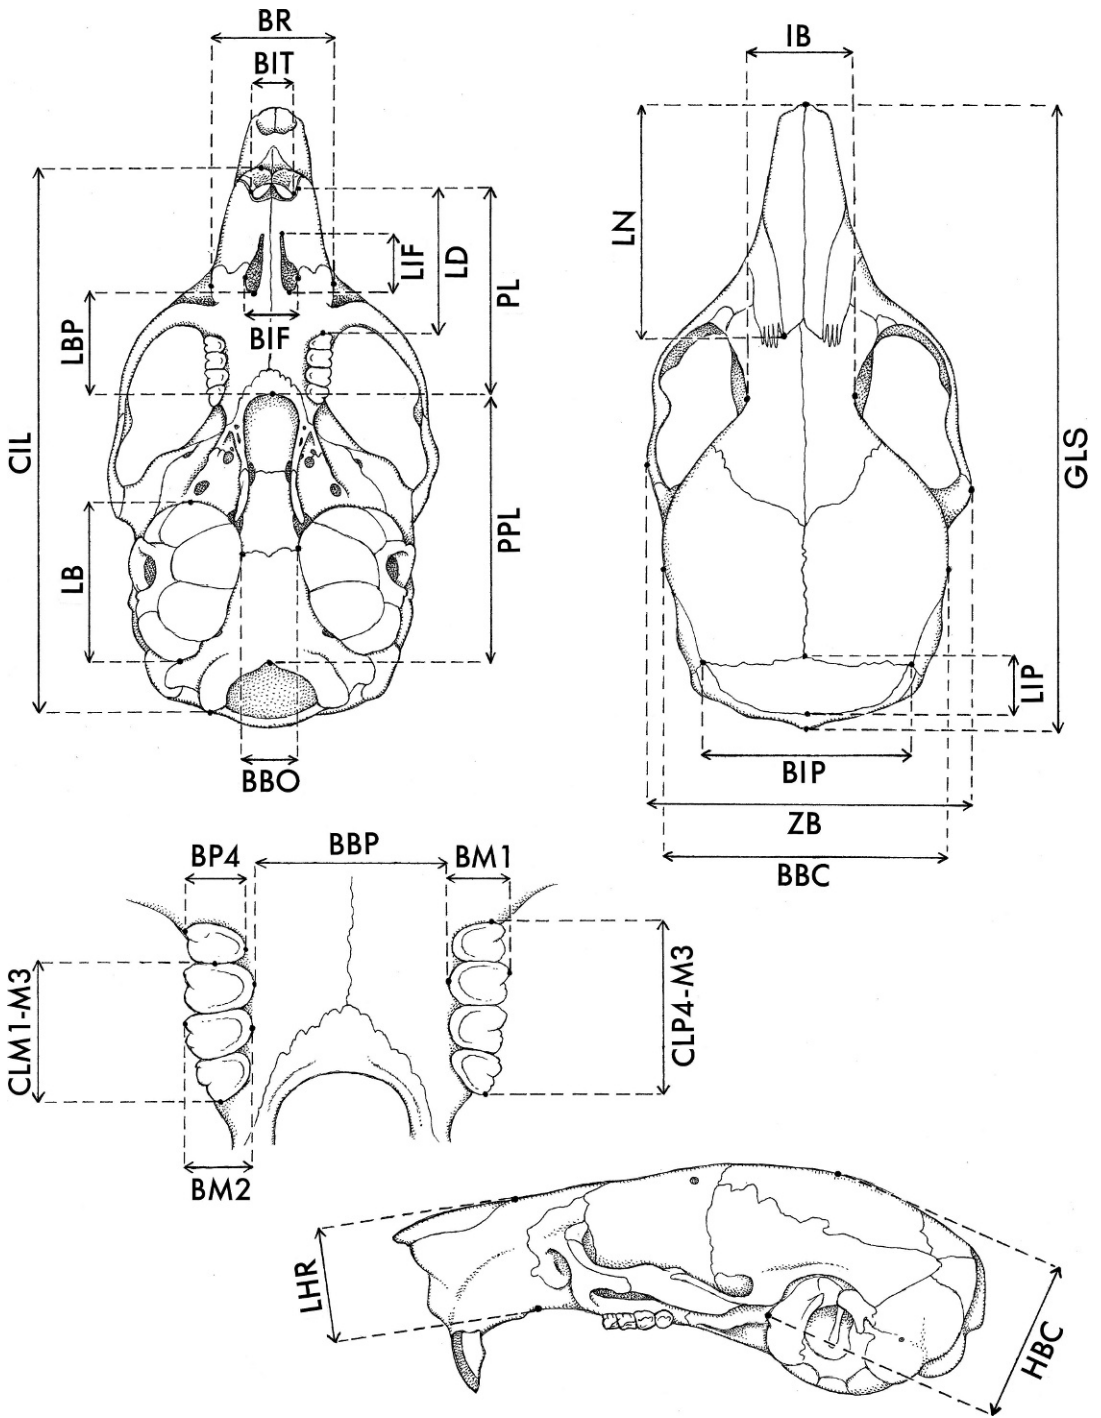 BR
BIT
LIF
LD
PL
BIF
LBP
CIL
LB
PPL
BBO
IB
LN
GLS
LIP
BIP
ZB
BBC
BP4
BBP
BM1
CLM1-M3
CLP4-M3
BM2
LHR
HBC